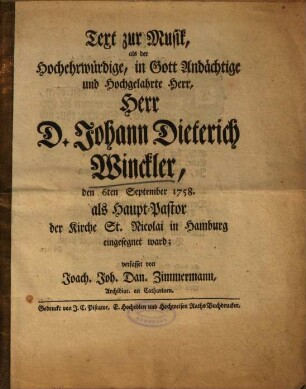 Text zur Musik,
als der
Hochehrwürdige, in Gott Andächtige
und Hochgelahrte Herr,
Herr
D. Johann Dieterich
Winckler,
den 6ten September 1758.
als Haupt-Pastor
der Kirche St. Nicolai in Hamburg
eingesegnet ward;
verfasset von
Joach. Joh. Dan. Zimmermann,
Archidiac. an Catharinen.
Gedruckt von J. C. Piscator, E. Hochedlen und Hochweisen Raths Buchdrucker.